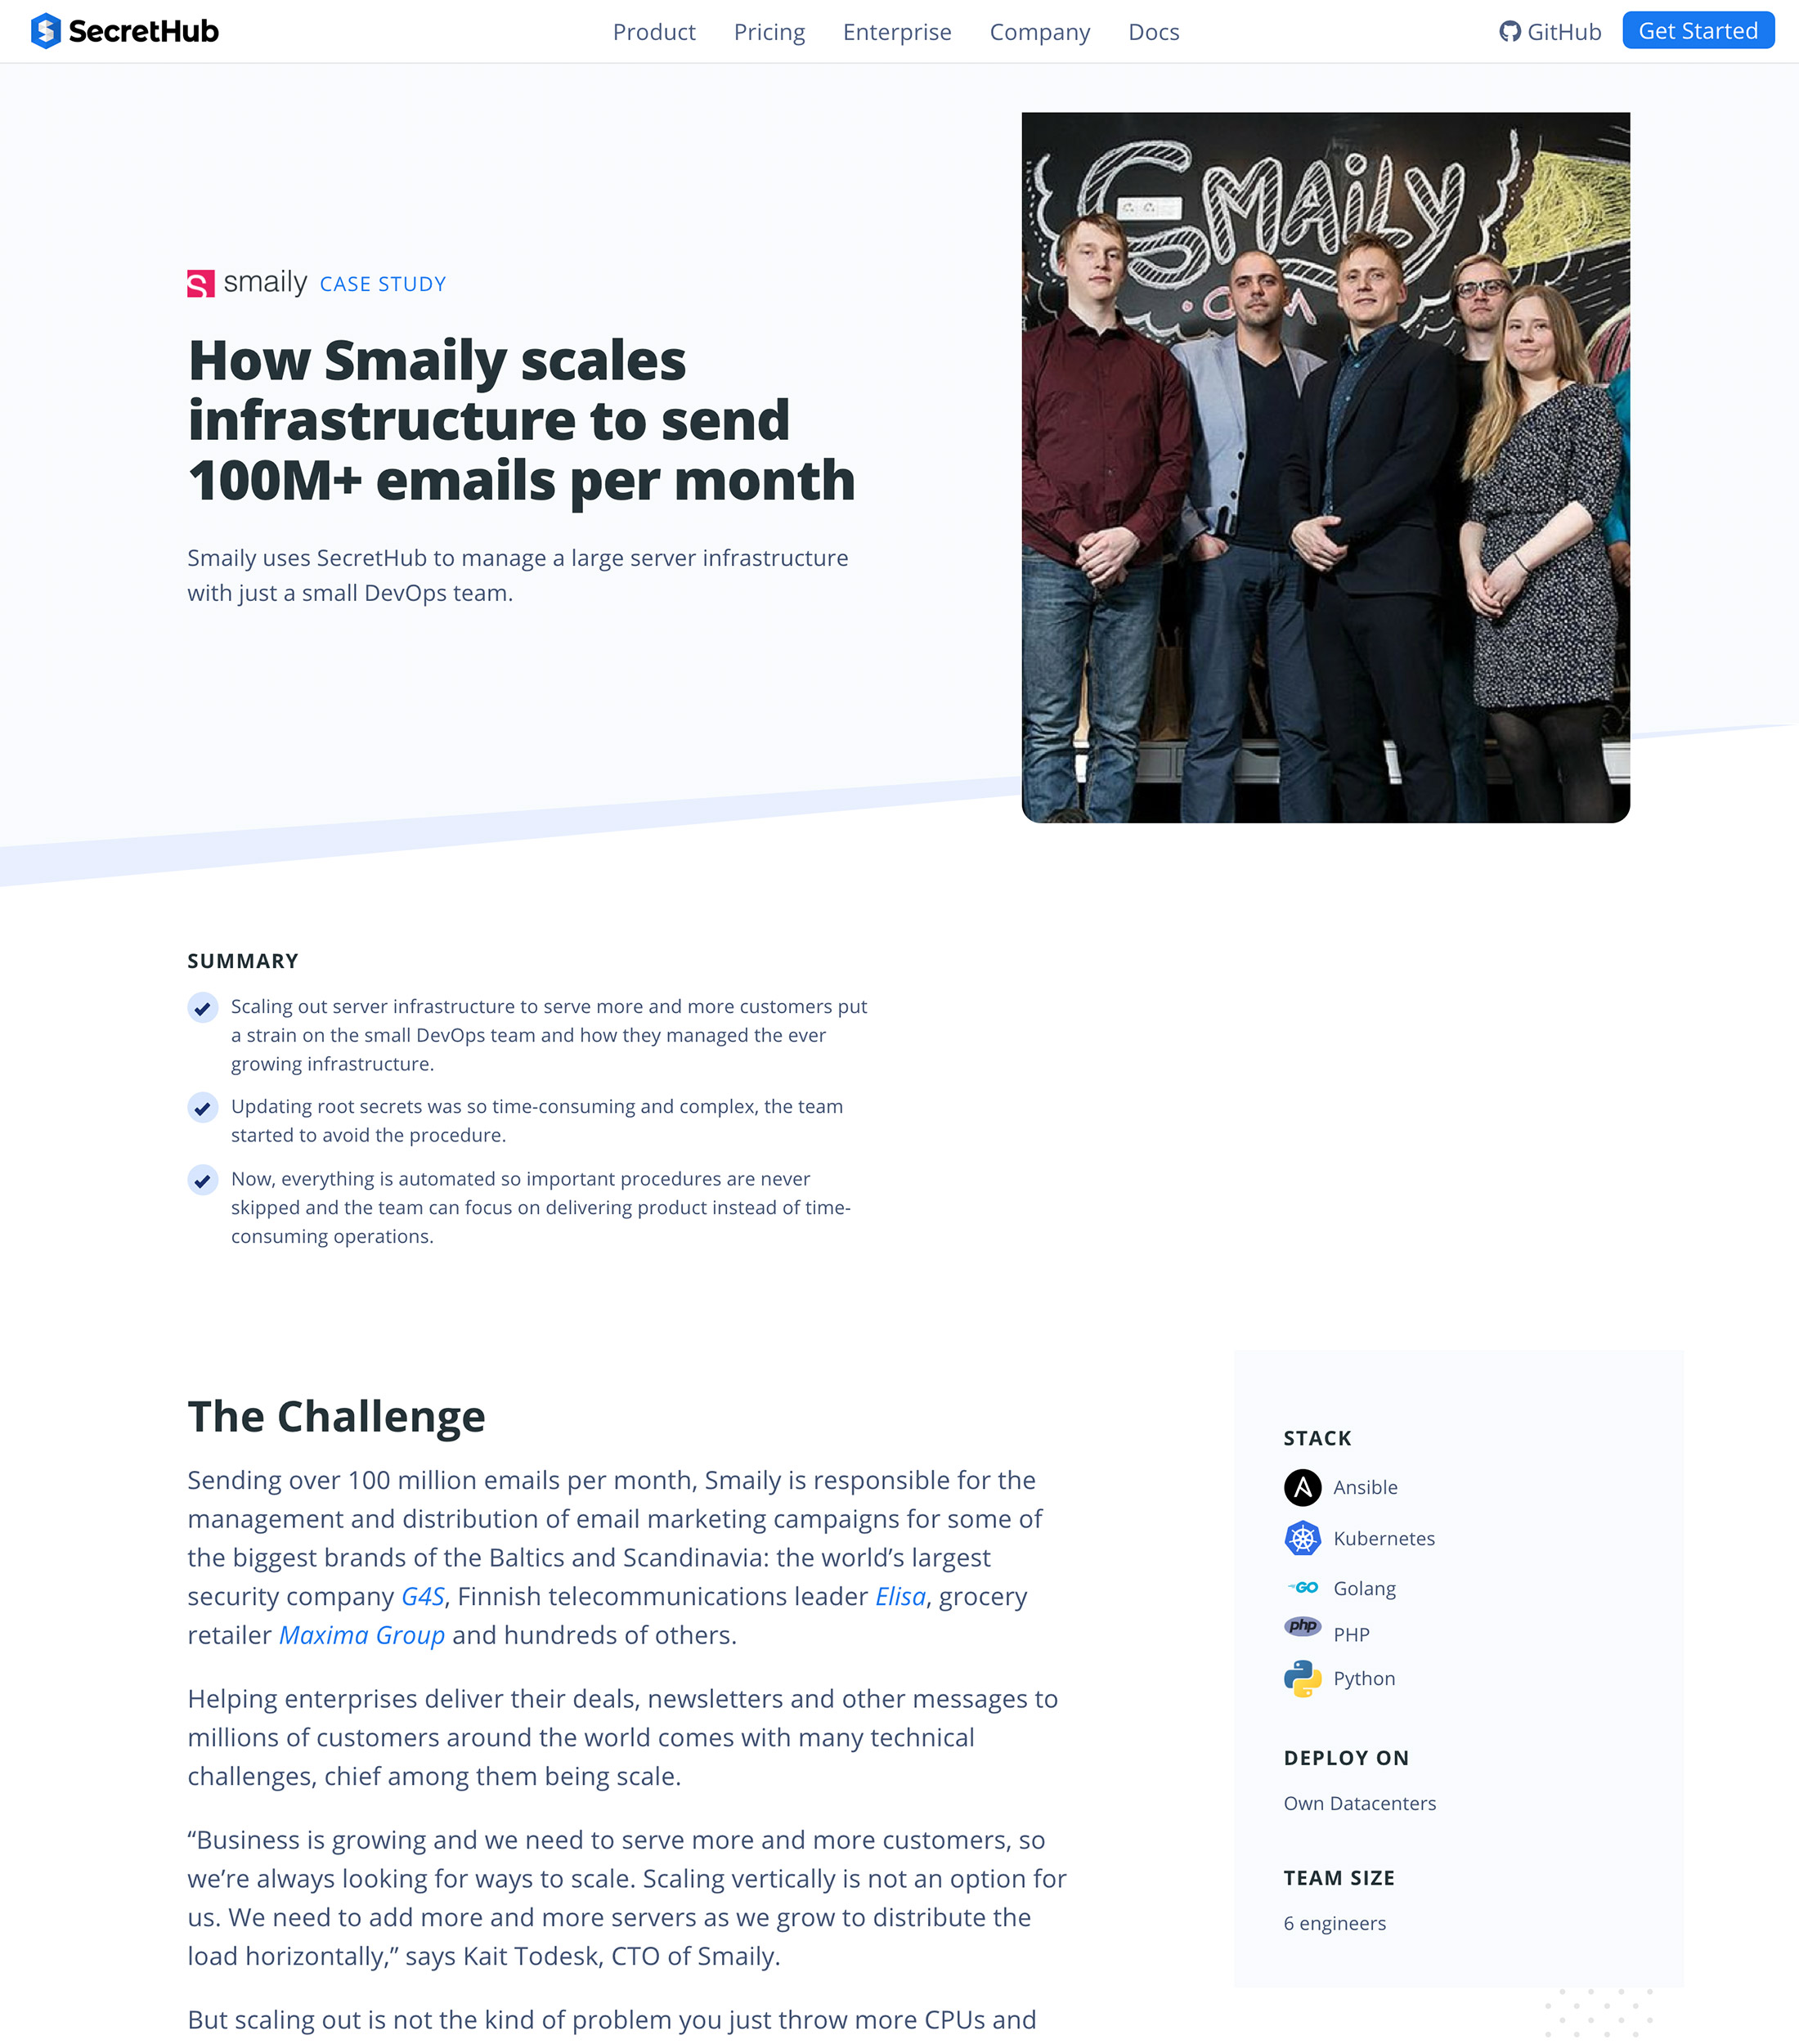 SecretHub
Product
Pricing
Enterprise
Company
Docs
GitHub
Get Started
SMAILY
.COM
smaily CASE STUDY
How Smaily scales
infrastructure to send
100M+ emails per month
Smaily uses SecretHub to manage a large server infrastructure
with just a small DevOps team.
SUMMARY
Scaling out server infrastructure to serve more and more customers put
a strain on the small DevOps team and how they managed the ever
growing infrastructure.
Updating root secrets was so time-consuming and complex, the team
started to avoid the procedure.
Now, everything is automated so important procedures are never
skipped and the team can focus on delivering product instead of time-
consuming operations.
The Challenge
Sending over 100 million emails per month, Smaily is responsible for the
management and distribution of email marketing campaigns for some of
the biggest brands of the Baltics and Scandinavia: the world’s largest
security company G4S, Finnish telecommunications leader Elisa, grocery
retailer Maxima Group and hundreds of others.
Helping enterprises deliver their deals, newsletters and other messages to
millions of customers around the world comes with many technical
challenges, chief among them being scale.
“Business is growing and we need to serve more and more customers, so
we’re always looking for ways to scale. Scaling vertically is not an option for
us. We need to add more and more servers as we grow to distribute the
load horizontally,” says Kait Todesk, CTO of Smaily.
But scaling out is not the kind of problem you just throw more CPUs and
STACK
Ansible
Kubernetes
GO
Golang
php
PHP
Python
DEPLOY ON
Own Datacenters
TEAM SIZE
6 engineers